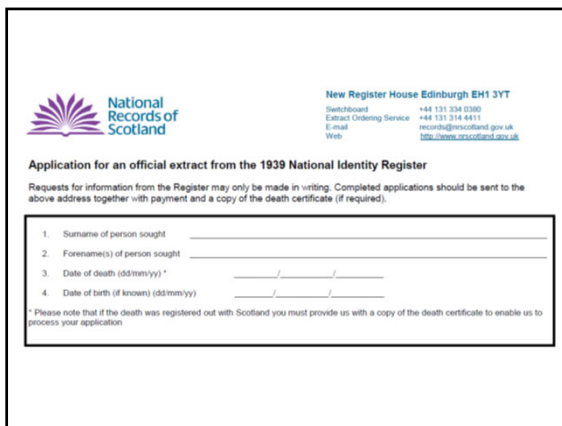 National
Records of
Scotland
New Register House Edinburgh EH1 3YT
Switchboard +44 131 334 0380
Extract Ordering Service +44 131 314 4411
E-mail records@nrscotland.gov.uk
Web http://www.nrscotland.gov.uk
Application for an official extract from the 1939 National Identity Register
Requests for information from the Register may only be made in writing. Completed applications should be sent to the
above address together with payment and a copy of the death certificate (if required).
1. Surname of person sought
2. Forename(s) of person sought
3. Date of death (dd/mm/yy) * / /
4. Date of birth (if known) (dd/mm/yy) / /
* Please note that if the death was registered out with Scotland you must provide us with a copy of the death certificate to enable us to
process your application